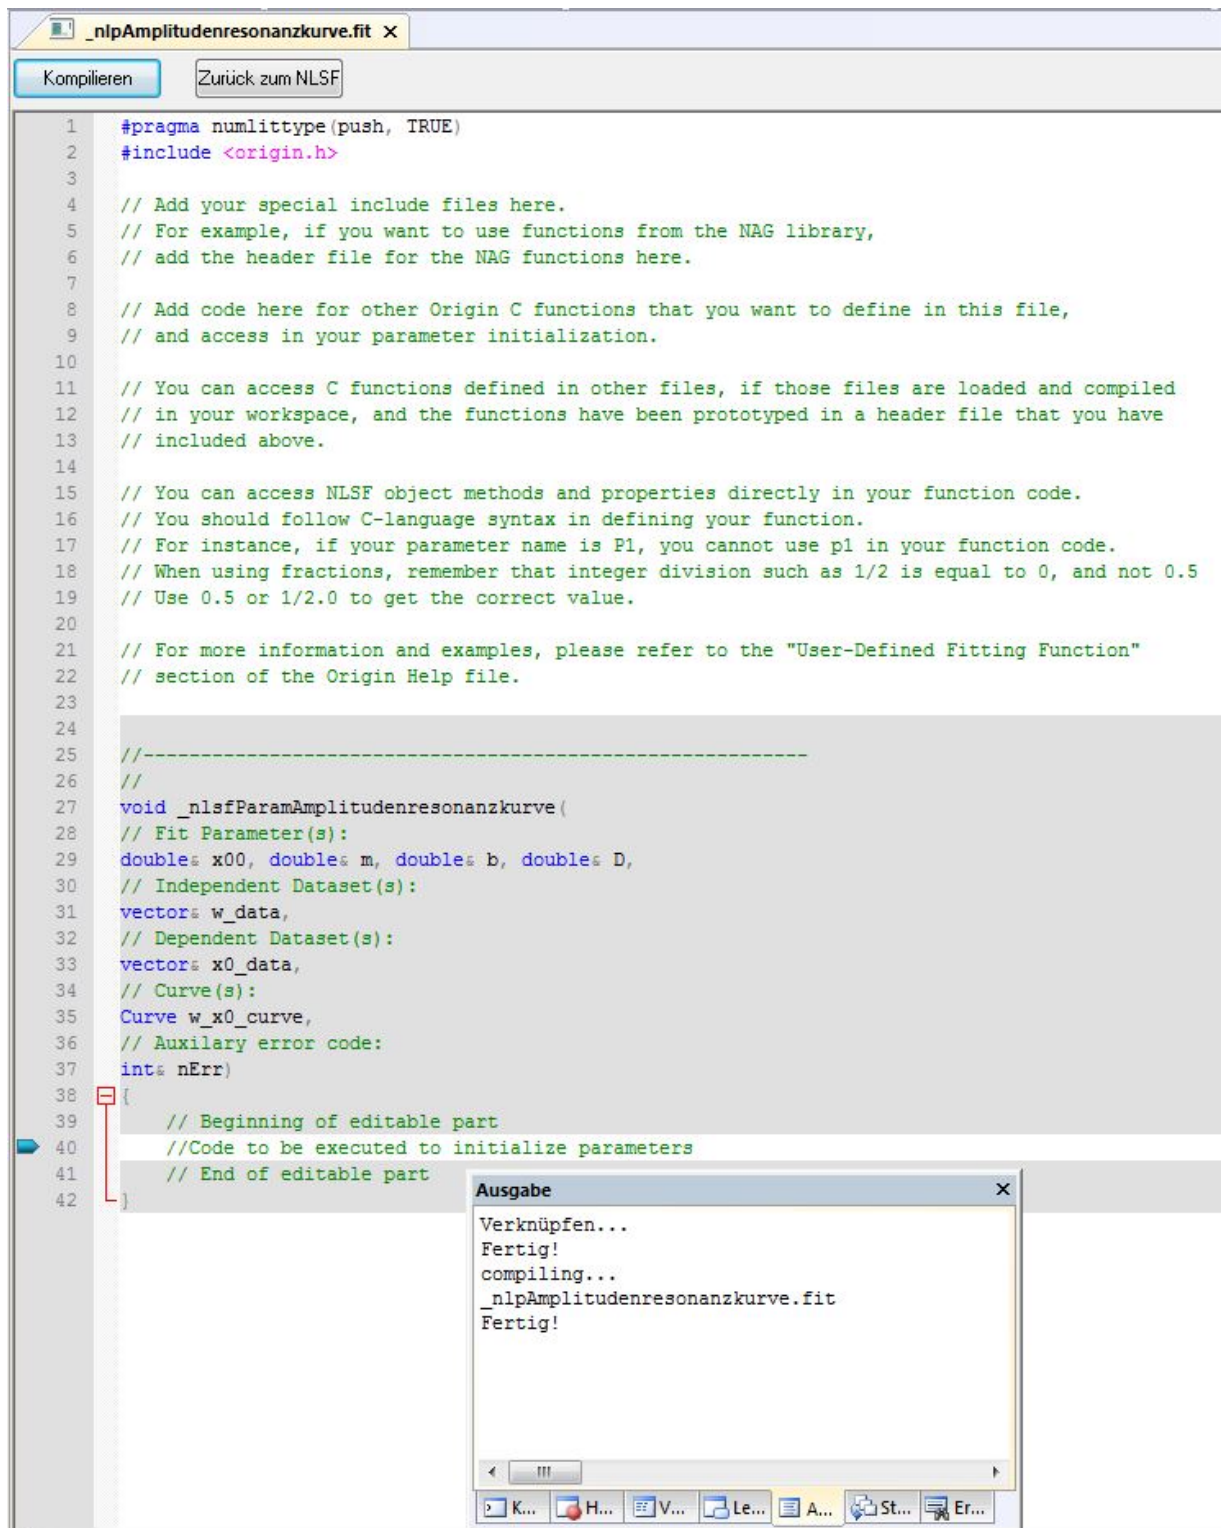 _nlpAmplitudenresonanzkurve.fit X
Kompilieren Zurück zum NLSF
1 #pragma numlittype(push, TRUE)
2 #include <origin.h>
3
4 // Add your special include files here.
5 // For example, if you want to use functions from the NAG library,
6 // add the header file for the NAG functions here.
7
8 // Add code here for other Origin C functions that you want to define in this file,
9 // and access in your parameter initialization.
10
11 // You can access C functions defined in other files, if those files are loaded and compiled
12 // in your workspace, and the functions have been prototyped in a header file that you have
13 // included above.
14
15 // You can access NLSF object methods and properties directly in your function code.
16 // You should follow C-language syntax in defining your function.
17 // For instance, if your parameter name is P1, you cannot use p1 in your function code.
18 // When using fractions, remember that integer division such as 1/2 is equal to 0, and not 0.5
19 // Use 0.5 or 1/2.0 to get the correct value.
20
21 // For more information and examples, please refer to the "User-Defined Fitting Function"
22 // section of the Origin Help file.
23
24
25 //----------------------------------------------------------
26 //
27 void _nlsfParamAmplitudenresonanzkurve(
28 // Fit Parameter(s):
29 double& x00, double& m, double& b, double& D,
30 // Independent Dataset(s):
31 vector& w_data,
32 // Dependent Dataset(s):
33 vector& x0_data,
34 // Curve(s):
35 Curve w_x0_curve,
36 // Auxilary error code:
37 int& nErr)
38 {
39 // Beginning of editable part
40 //Code to be executed to initialize parameters
41 // End of editable part
42 }
Ausgabe X
Verknüpfen...
Fertig!
compiling...
_nlpAmplitudenresonanzkurve.fit
Fertig!
K... H... V... Le... A... St... Er...